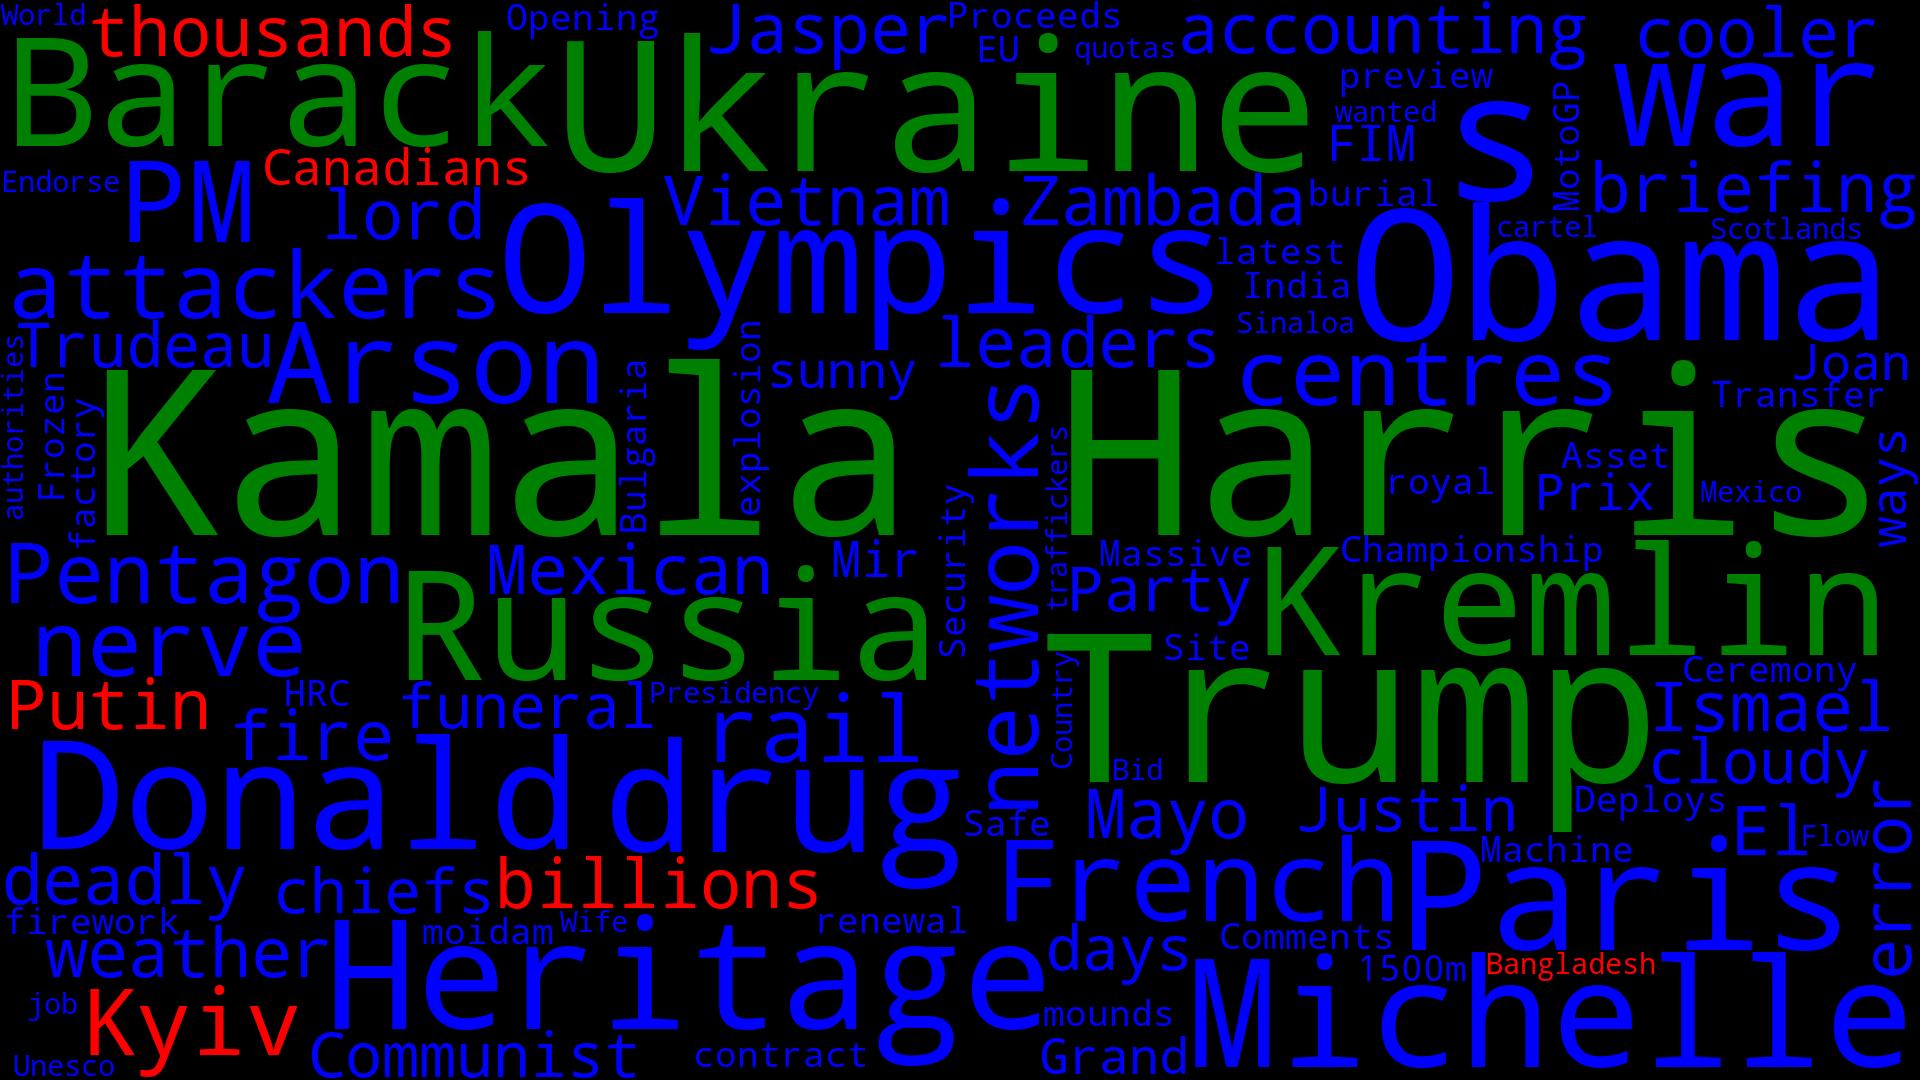 World thousands Opening Jasper Proceeds accounting cooler
EU quotas
Barack Ukraine preview war
wanted MotoGP
FIM s
Endorse PM Canadians Vietnam Zambada burial briefing
lord Olympics cartel Scotlands
attackers latest Obama
India
Sinaloa
authorities Trudeau Arson explosion leaders centres Joan
Frozen factory Bulgaria sunny networks Transfer
Kamala Harris
traffickers Asset ways
royal Prix Mexico
Security
Pentagon Mexican Mir Massive Championship
Russia Party Kremlin
nerve Site
Putin HRC funeral Presidency Country Trump Ceremony
fire rail Ismael
Donald drug Bid cloudy
Safe Mayo Justin Deploys error
El Flow
deadly chiefs billions French Paris Machine
firework moidam Wife renewal Comments
weather Heritage days 1500m Bangladesh
job Kyiv mounds Michelle
Unesco Communist contract Grand